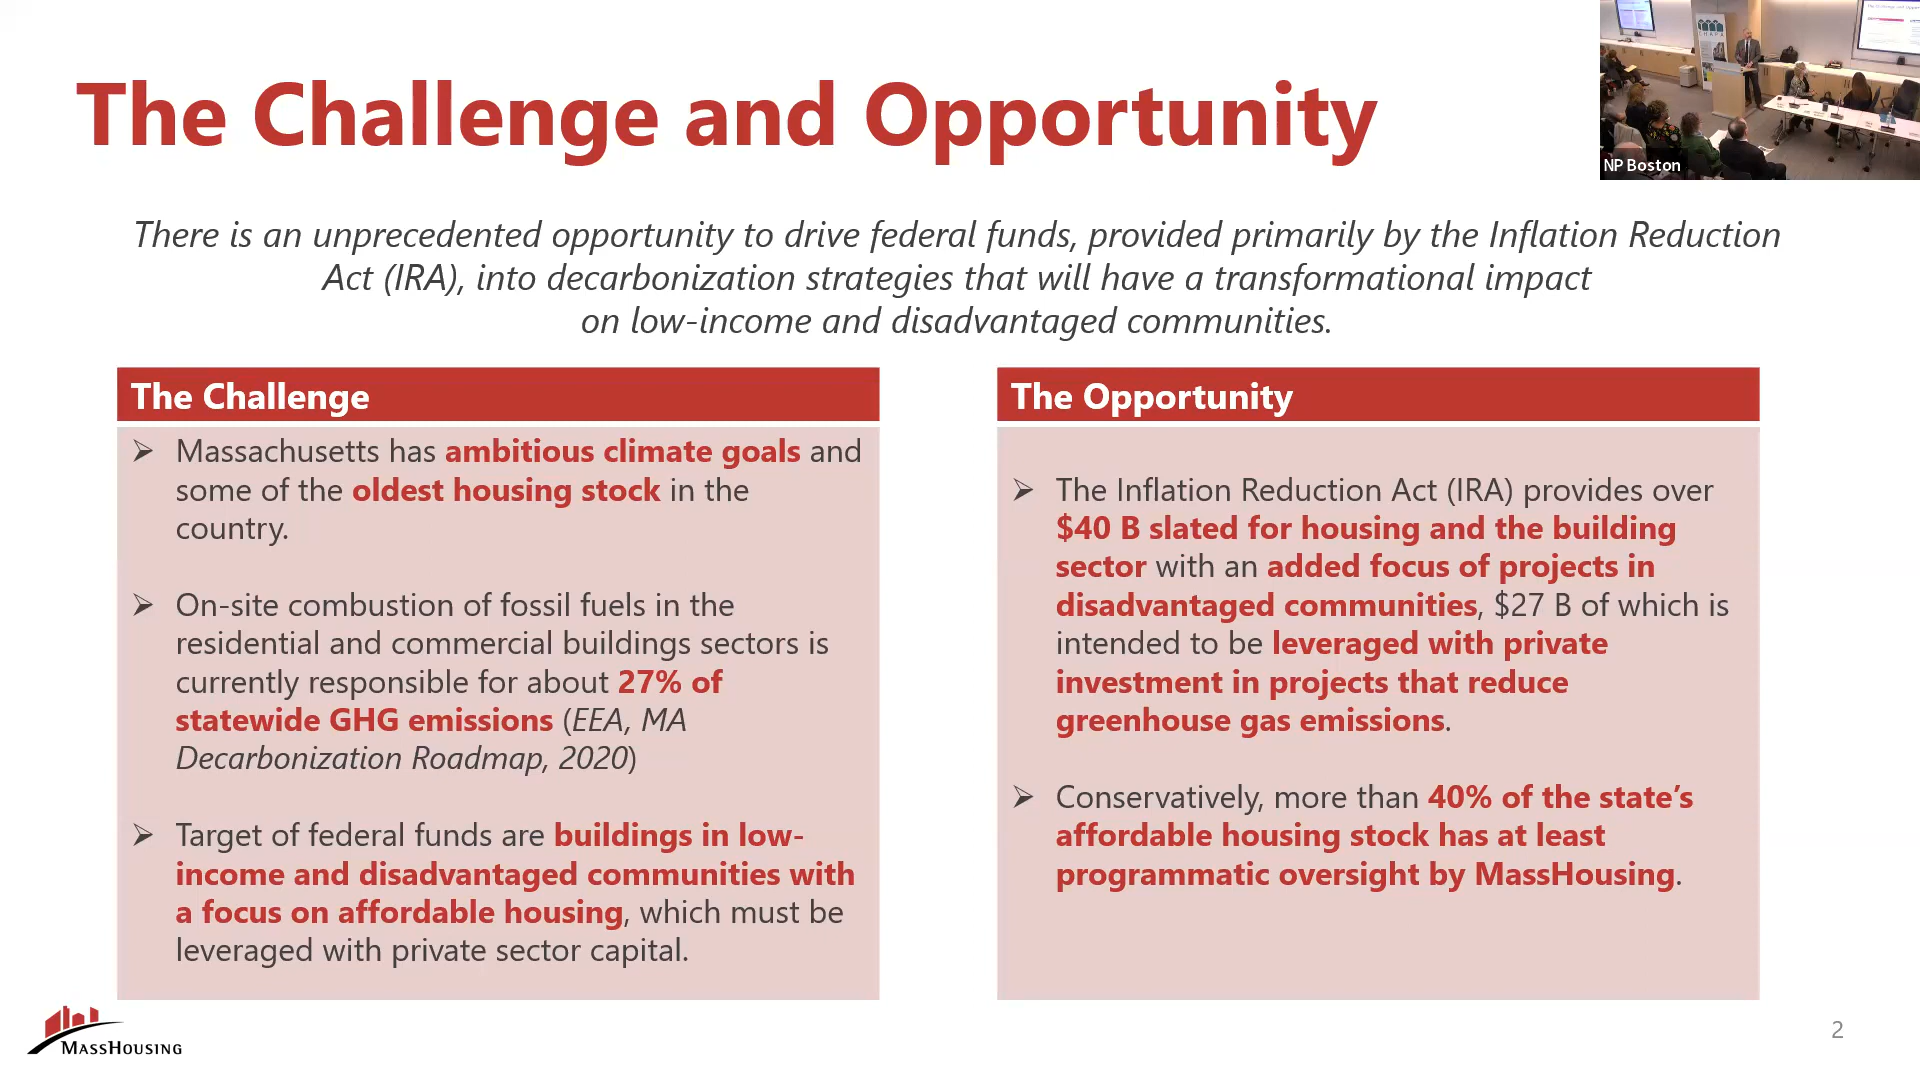 The Challenge and Opportunity
NP Boston
There is an unprecedented opportunity to drive federal funds, provided primarily by the Inflation Reduction
Act (IRA), into decarbonization strategies that will have a transformational impact
on low-income and disadvantaged communities.
The Challenge
➢ Massachusetts has ambitious climate goals and
some of the oldest housing stock in the
country.
➢ On-site combustion of fossil fuels in the
residential and commercial buildings sectors is
currently responsible for about 27% of
statewide GHG emissions (EEA, MA
Decarbonization Roadmap, 2020)
➢ Target of federal funds are buildings in low-
income and disadvantaged communities with
a focus on affordable housing, which must be
leveraged with private sector capital.
The Opportunity
➢ The Inflation Reduction Act (IRA) provides over
$40 B slated for housing and the building
sector with an added focus of projects in
disadvantaged communities, $27 B of which is
intended to be leveraged with private
investment in projects that reduce
greenhouse gas emissions.
➢ Conservatively, more than 40% of the state’s
affordable housing stock has at least
programmatic oversight by MassHousing.
MASSHOUSING
2